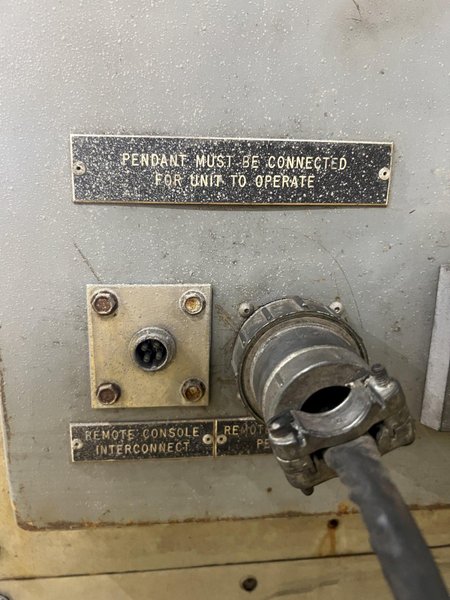 PENDANT MUST BE CONNECTED
FOR UNIT TO OPERATE
REMOTE CONSOLE
INTERCONNECT